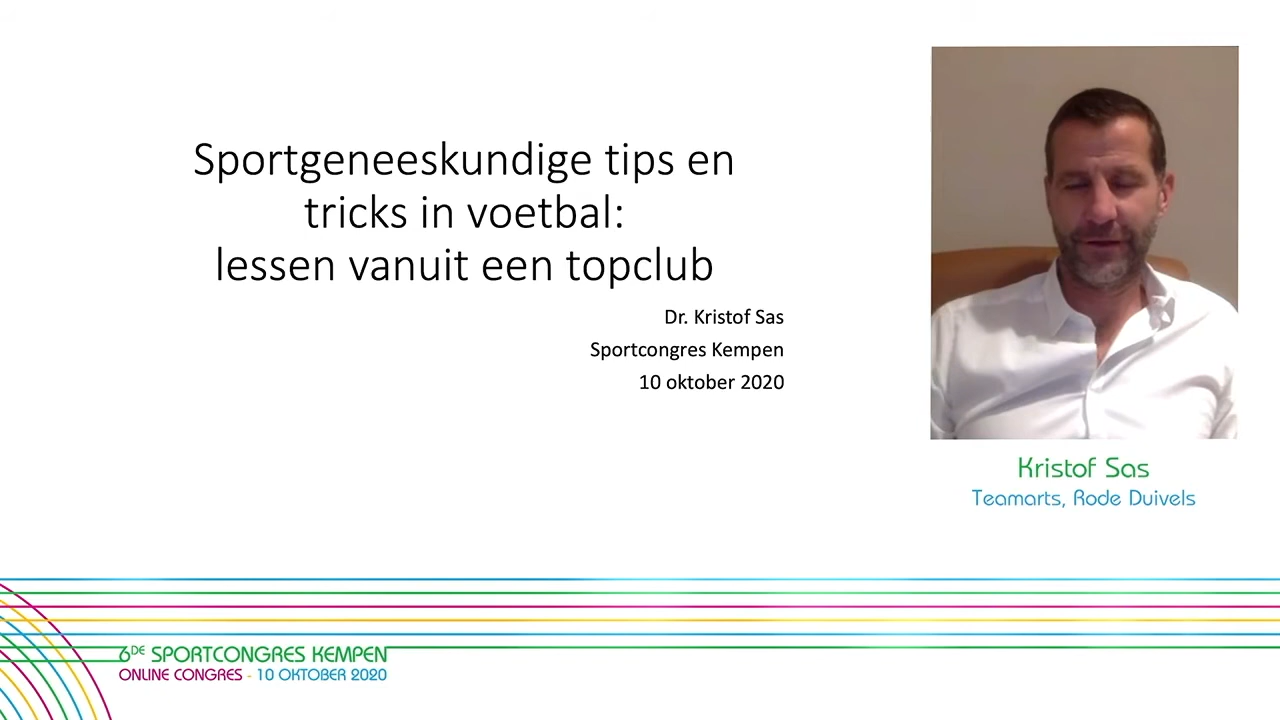 Sportgeneeskundige tips en
tricks in voetbal:
lessen vanuit een topclub
Dr. Kristof Sas
Sportcongres Kempen
10 oktober 2020
Kristof Sas
Teamarts, Rode Duivels
6DE SPORTCONGRES KEMPEN
ONLINE CONGRES - 10 OKTOBER 2020